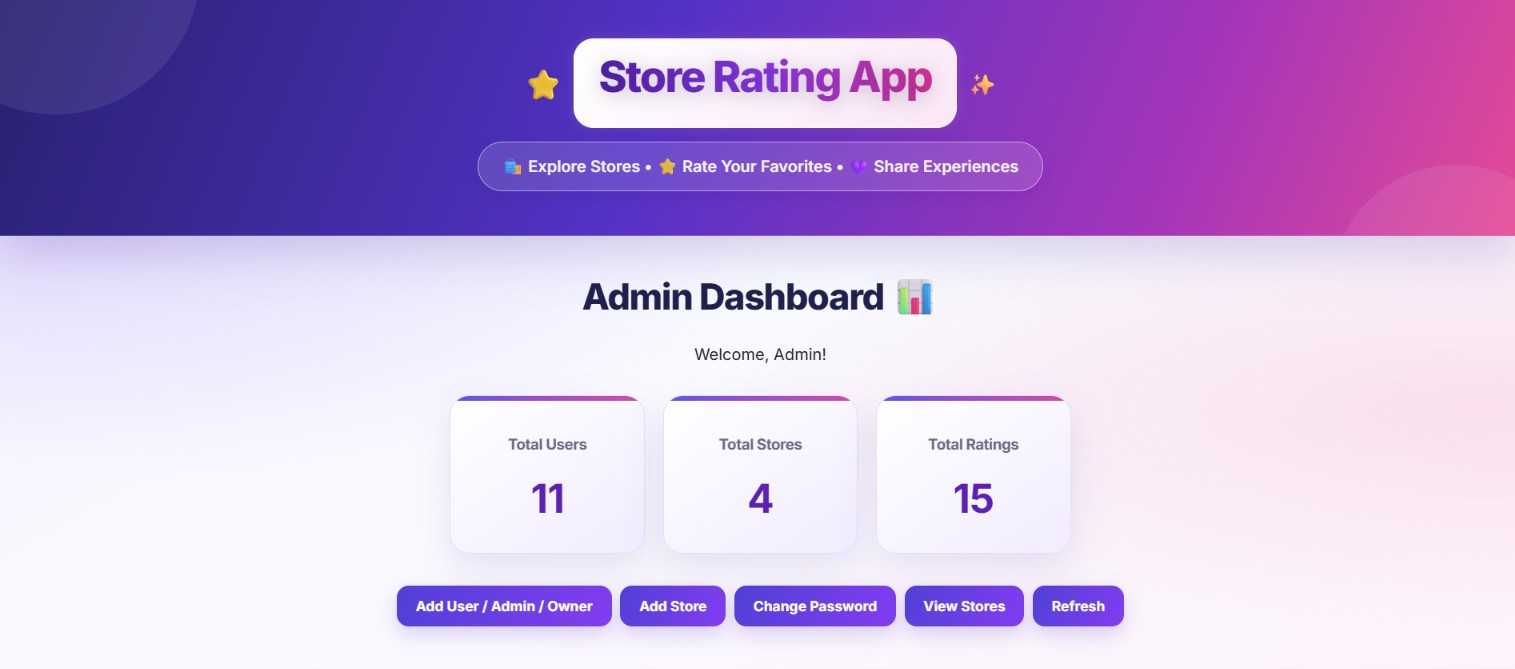 ⭐ Store Rating App ✨
🛍️ Explore Stores • ⭐ Rate Your Favorites • 💜 Share Experiences
Admin Dashboard 📊
Welcome, Admin!
Total Users Total Stores Total Ratings
11 4 15
Add User / Admin / Owner Add Store Change Password View Stores Refresh